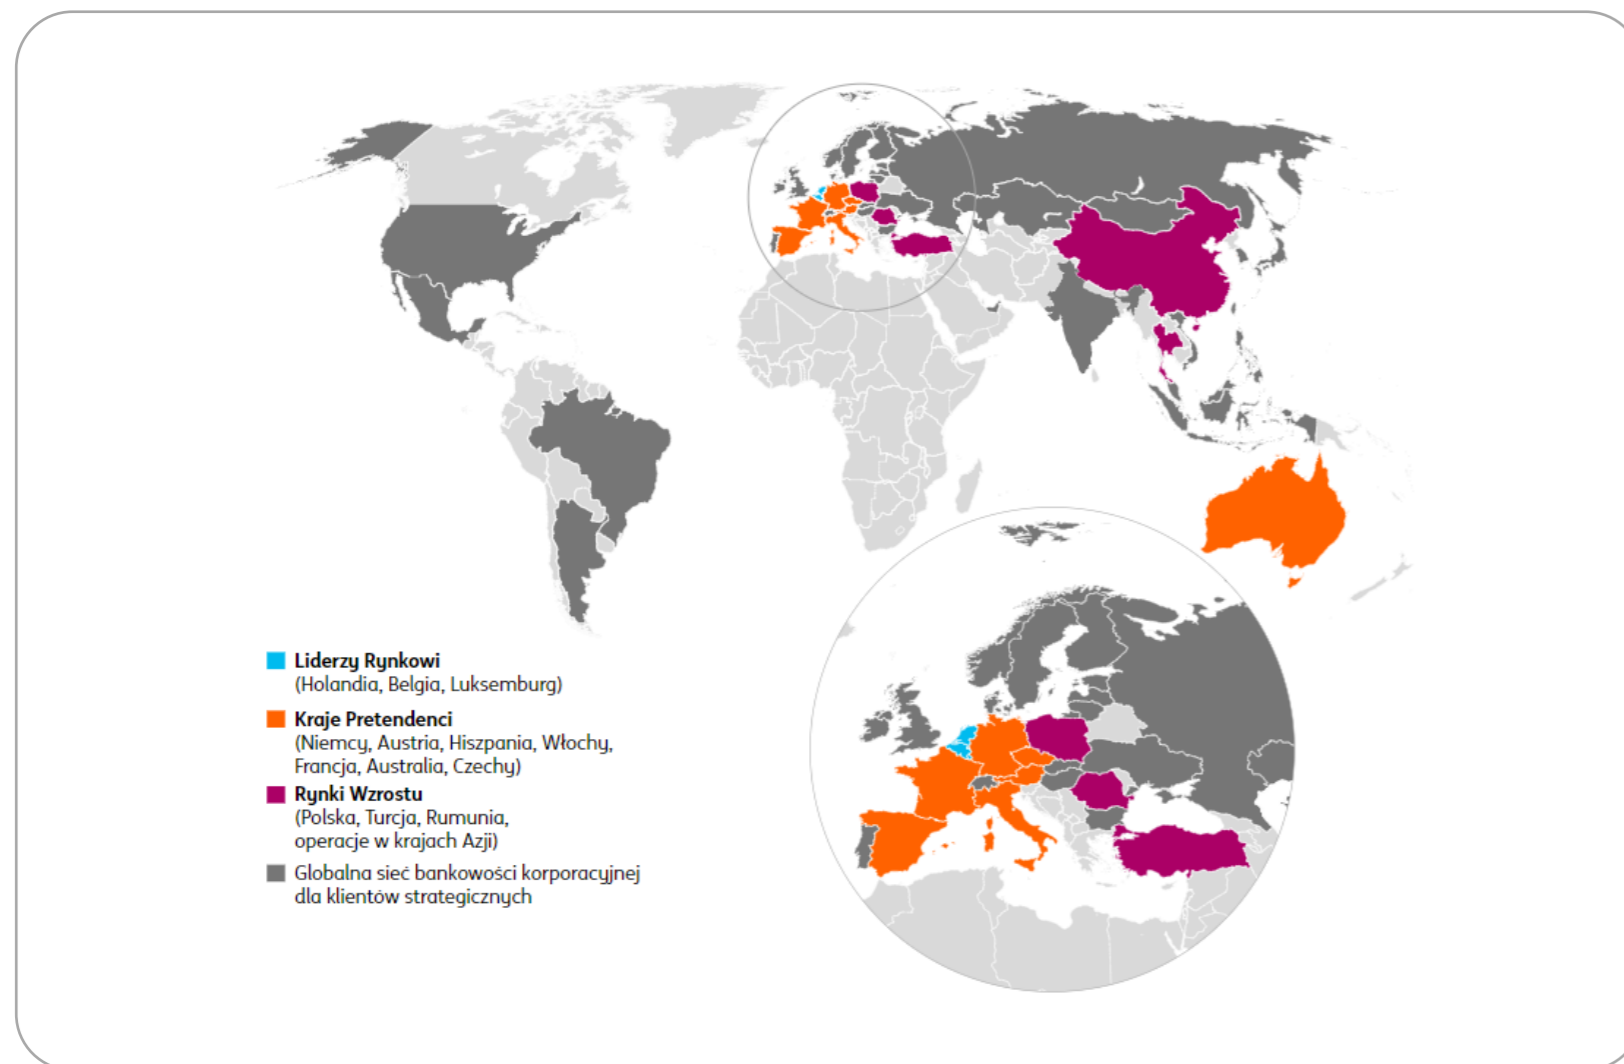 Liderzy Rynkowi
(Holandia, Belgia, Luksemburg)
Kraje Pretendenci
(Niemcy, Austria, Hiszpania, Włochy,
Francja, Australia, Czechy)
Rynki Wzrostu
(Polska, Turcja, Rumunia,
operacje w krajach Azji)
Globalna sieć bankowości korporacyjnej
dla klientów strategicznych